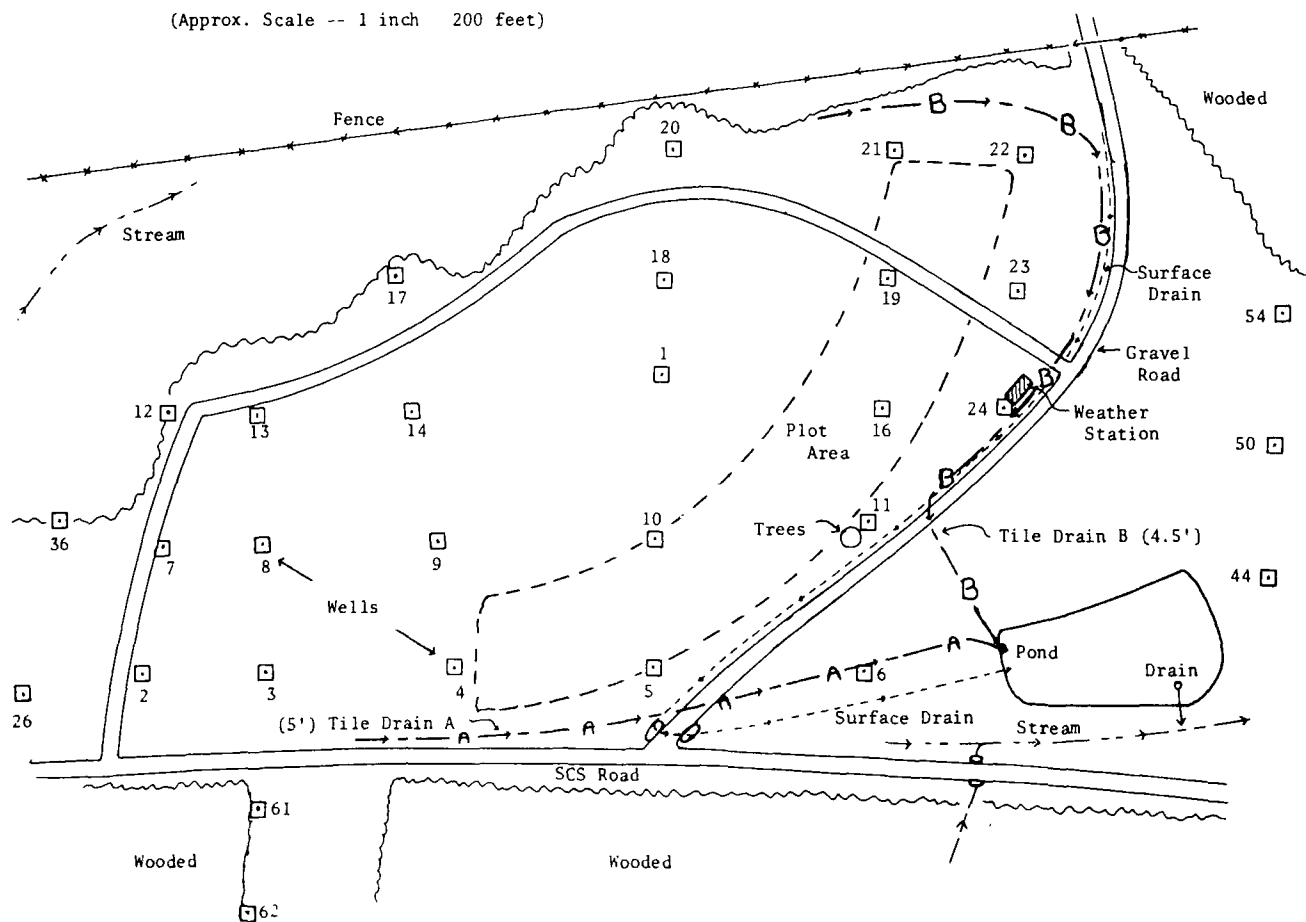 (Approx. Scale -- 1 inch 200 feet)
Fence
Wooded
B
B
20
21
22
B
Stream
Surface
Drain
18
17
19
23
54
1
Gravel
Road
B
12
13
14
16
24
Weather
Station
Plot
Area
50
B
11
36
10
Trees
Tile Drain B (4.5')
7
8
9
44
B
Wells
A
A
Pond
2
3
4
5
6
Drain
26
A
(5') Tile Drain A
A
A
Surface Drain
Stream
SCS Road
61
Wooded
Wooded
62